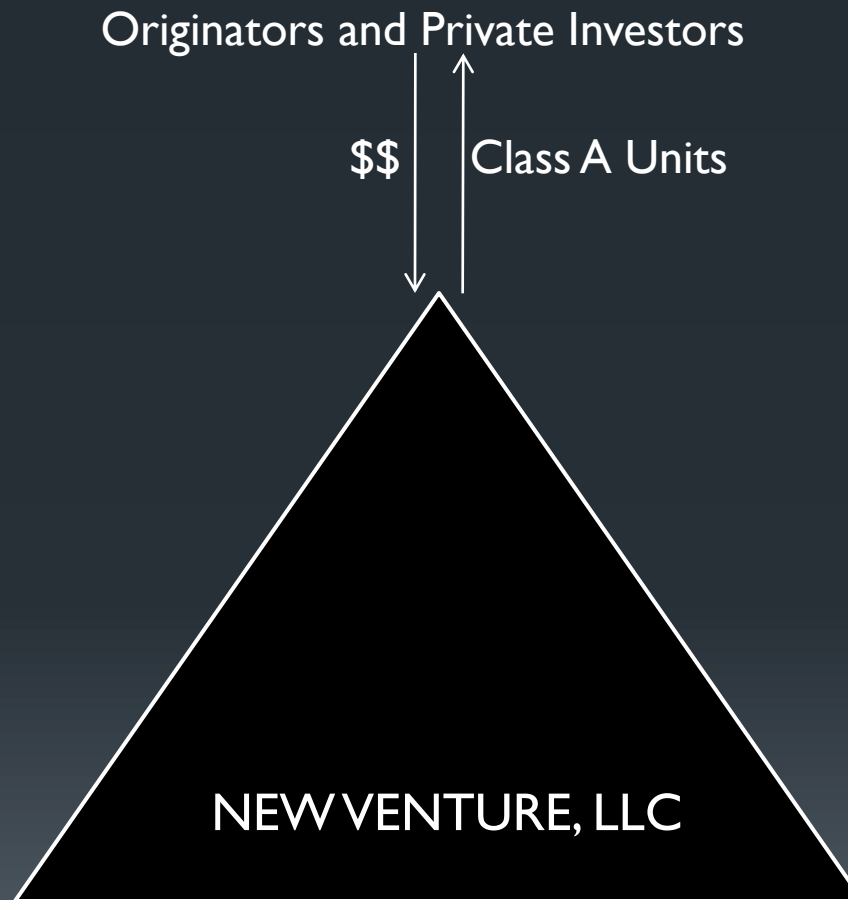 Originators and Private Investors
$$ Class A Units
NEW VENTURE, LLC